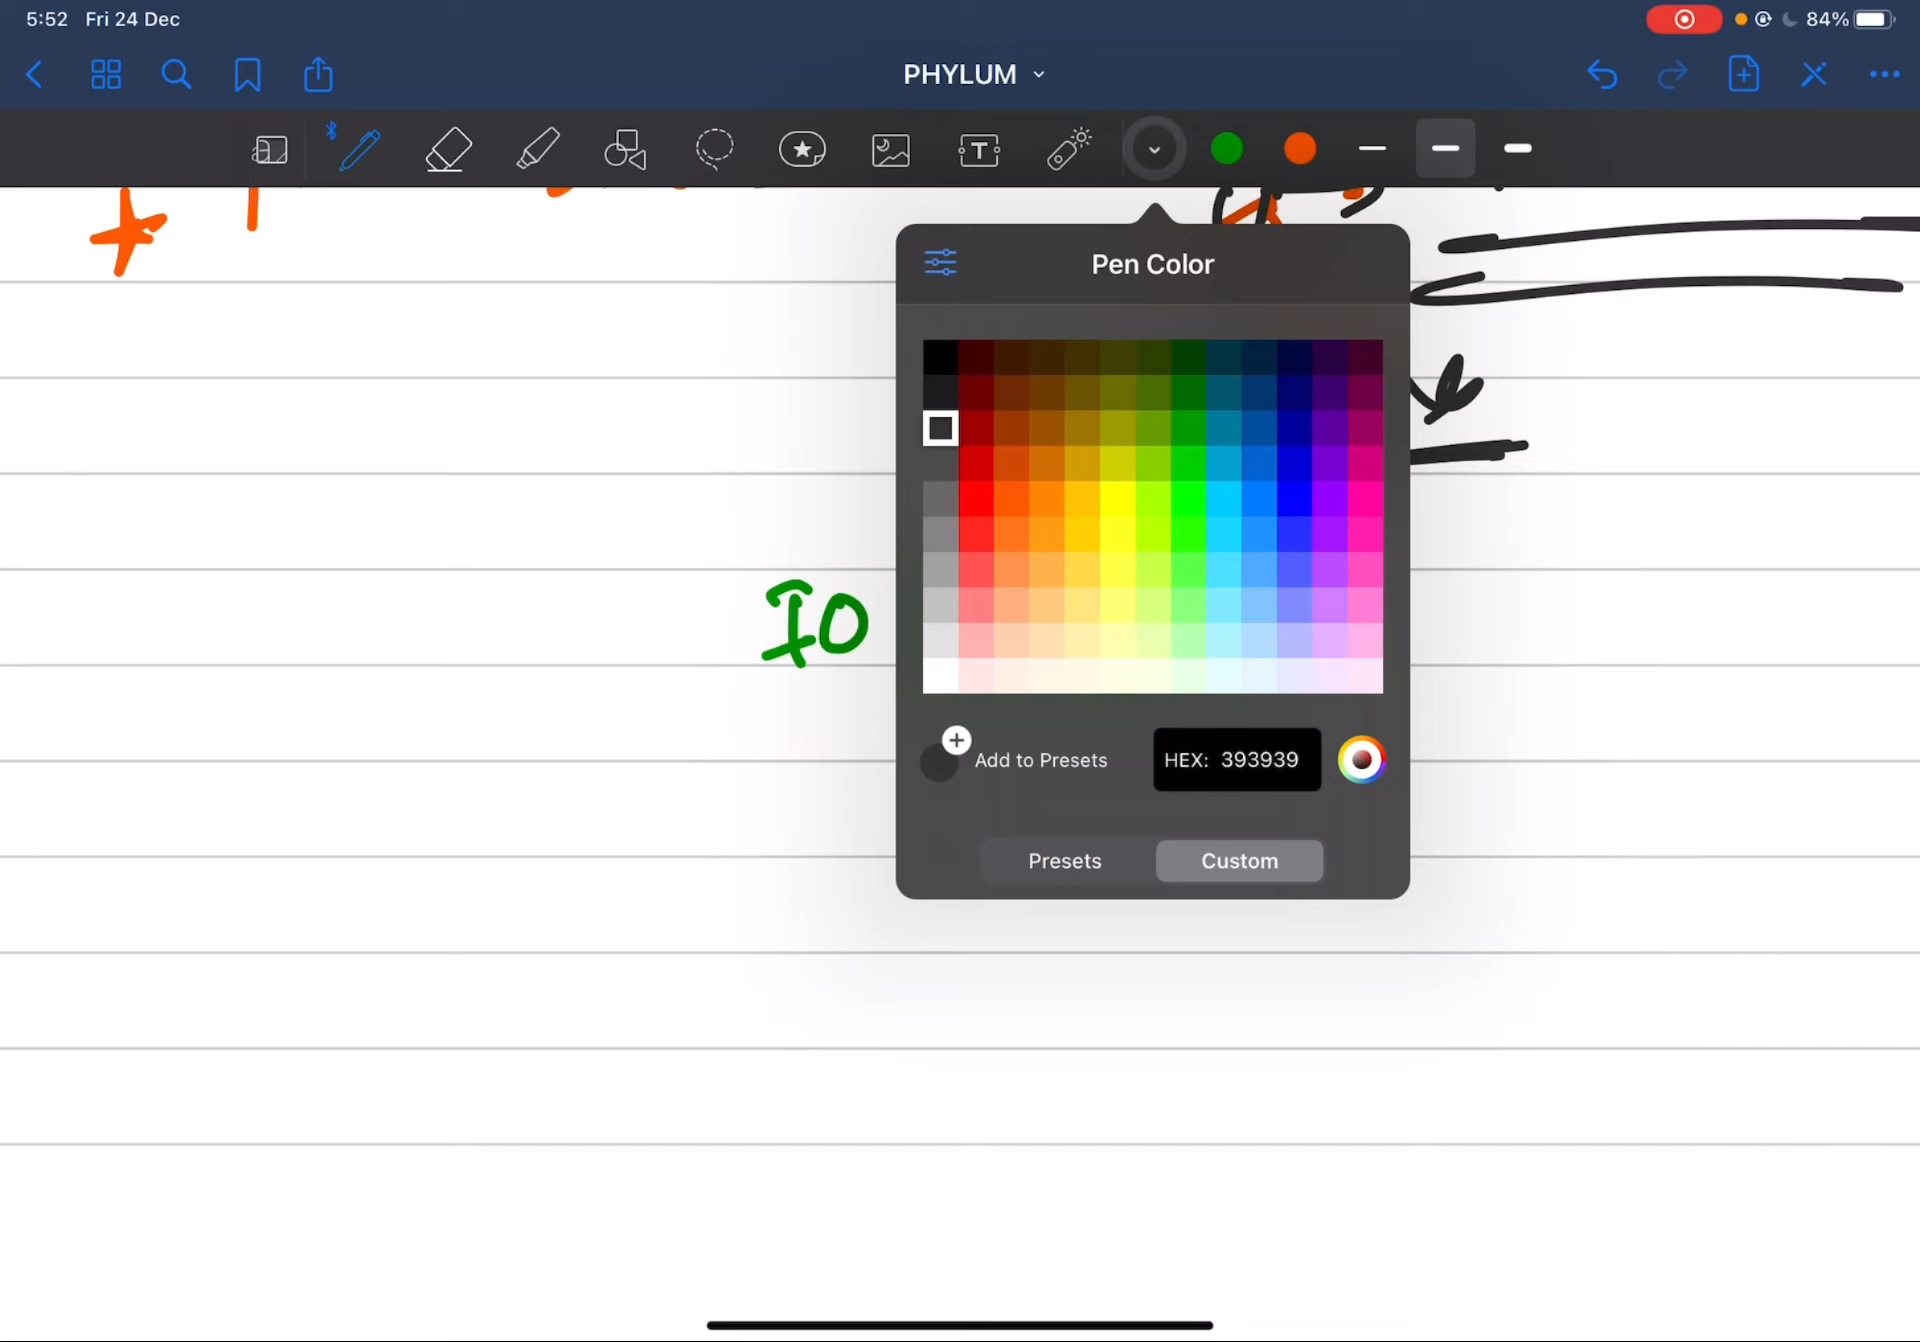 5:52 Fri 24 Dec 84%
PHYLUM
T
Pen Color
IO
Add to Presets HEX: 393939
Presets Custom